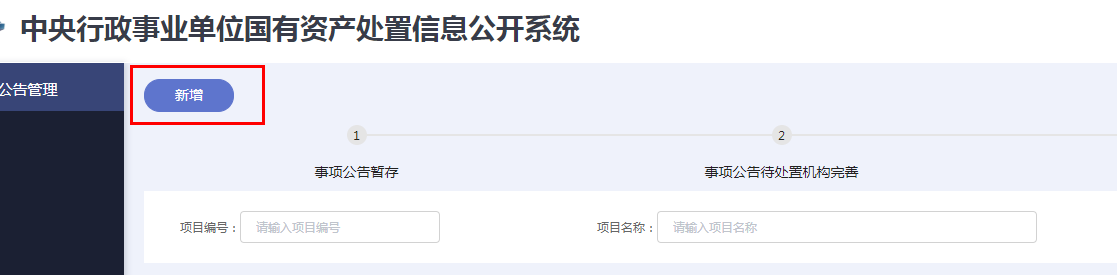 中央行政事业单位国有资产处置信息公开系统
公告管理
新增
1
2
事项公告暂存
事项公告待处置机构完善
项目编号： 请输入项目编号
项目名称： 请输入项目名称